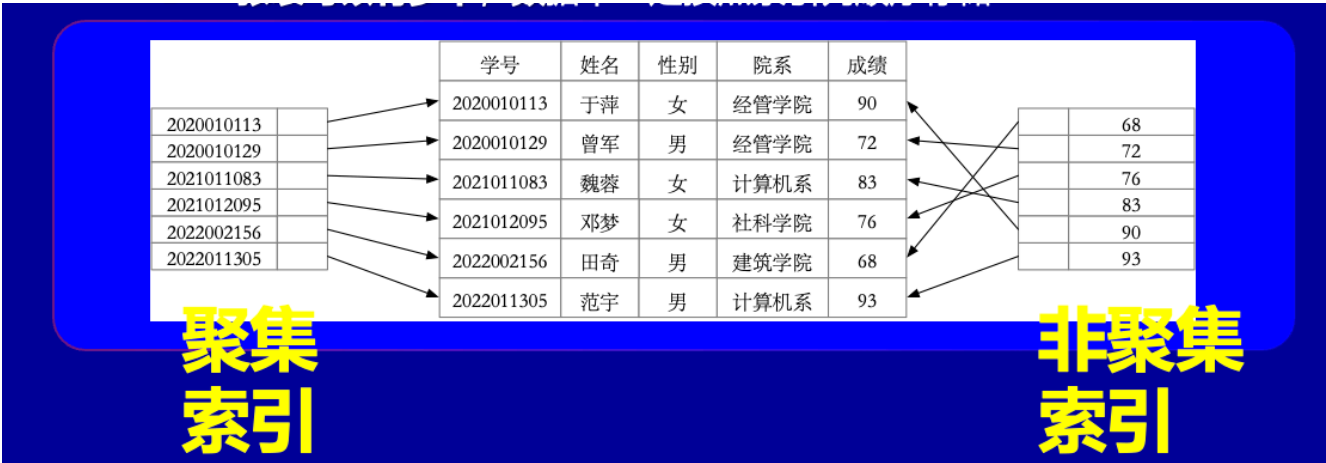 学号 姓名 性别 院系 成绩
2020010113 于萍 女 经管学院 90
2020010129 曾军 男 经管学院 72
2021011083 魏蓉 女 计算机系 83
2021012095 邓梦 女 社科学院 76
2022002156 田奇 男 建筑学院 68
2022011305 范宇 男 计算机系 93
2020010113
2020010129
2021011083
2021012095
2022002156
2022011305
68
72
76
83
90
93
聚集
索引
非聚集
索引